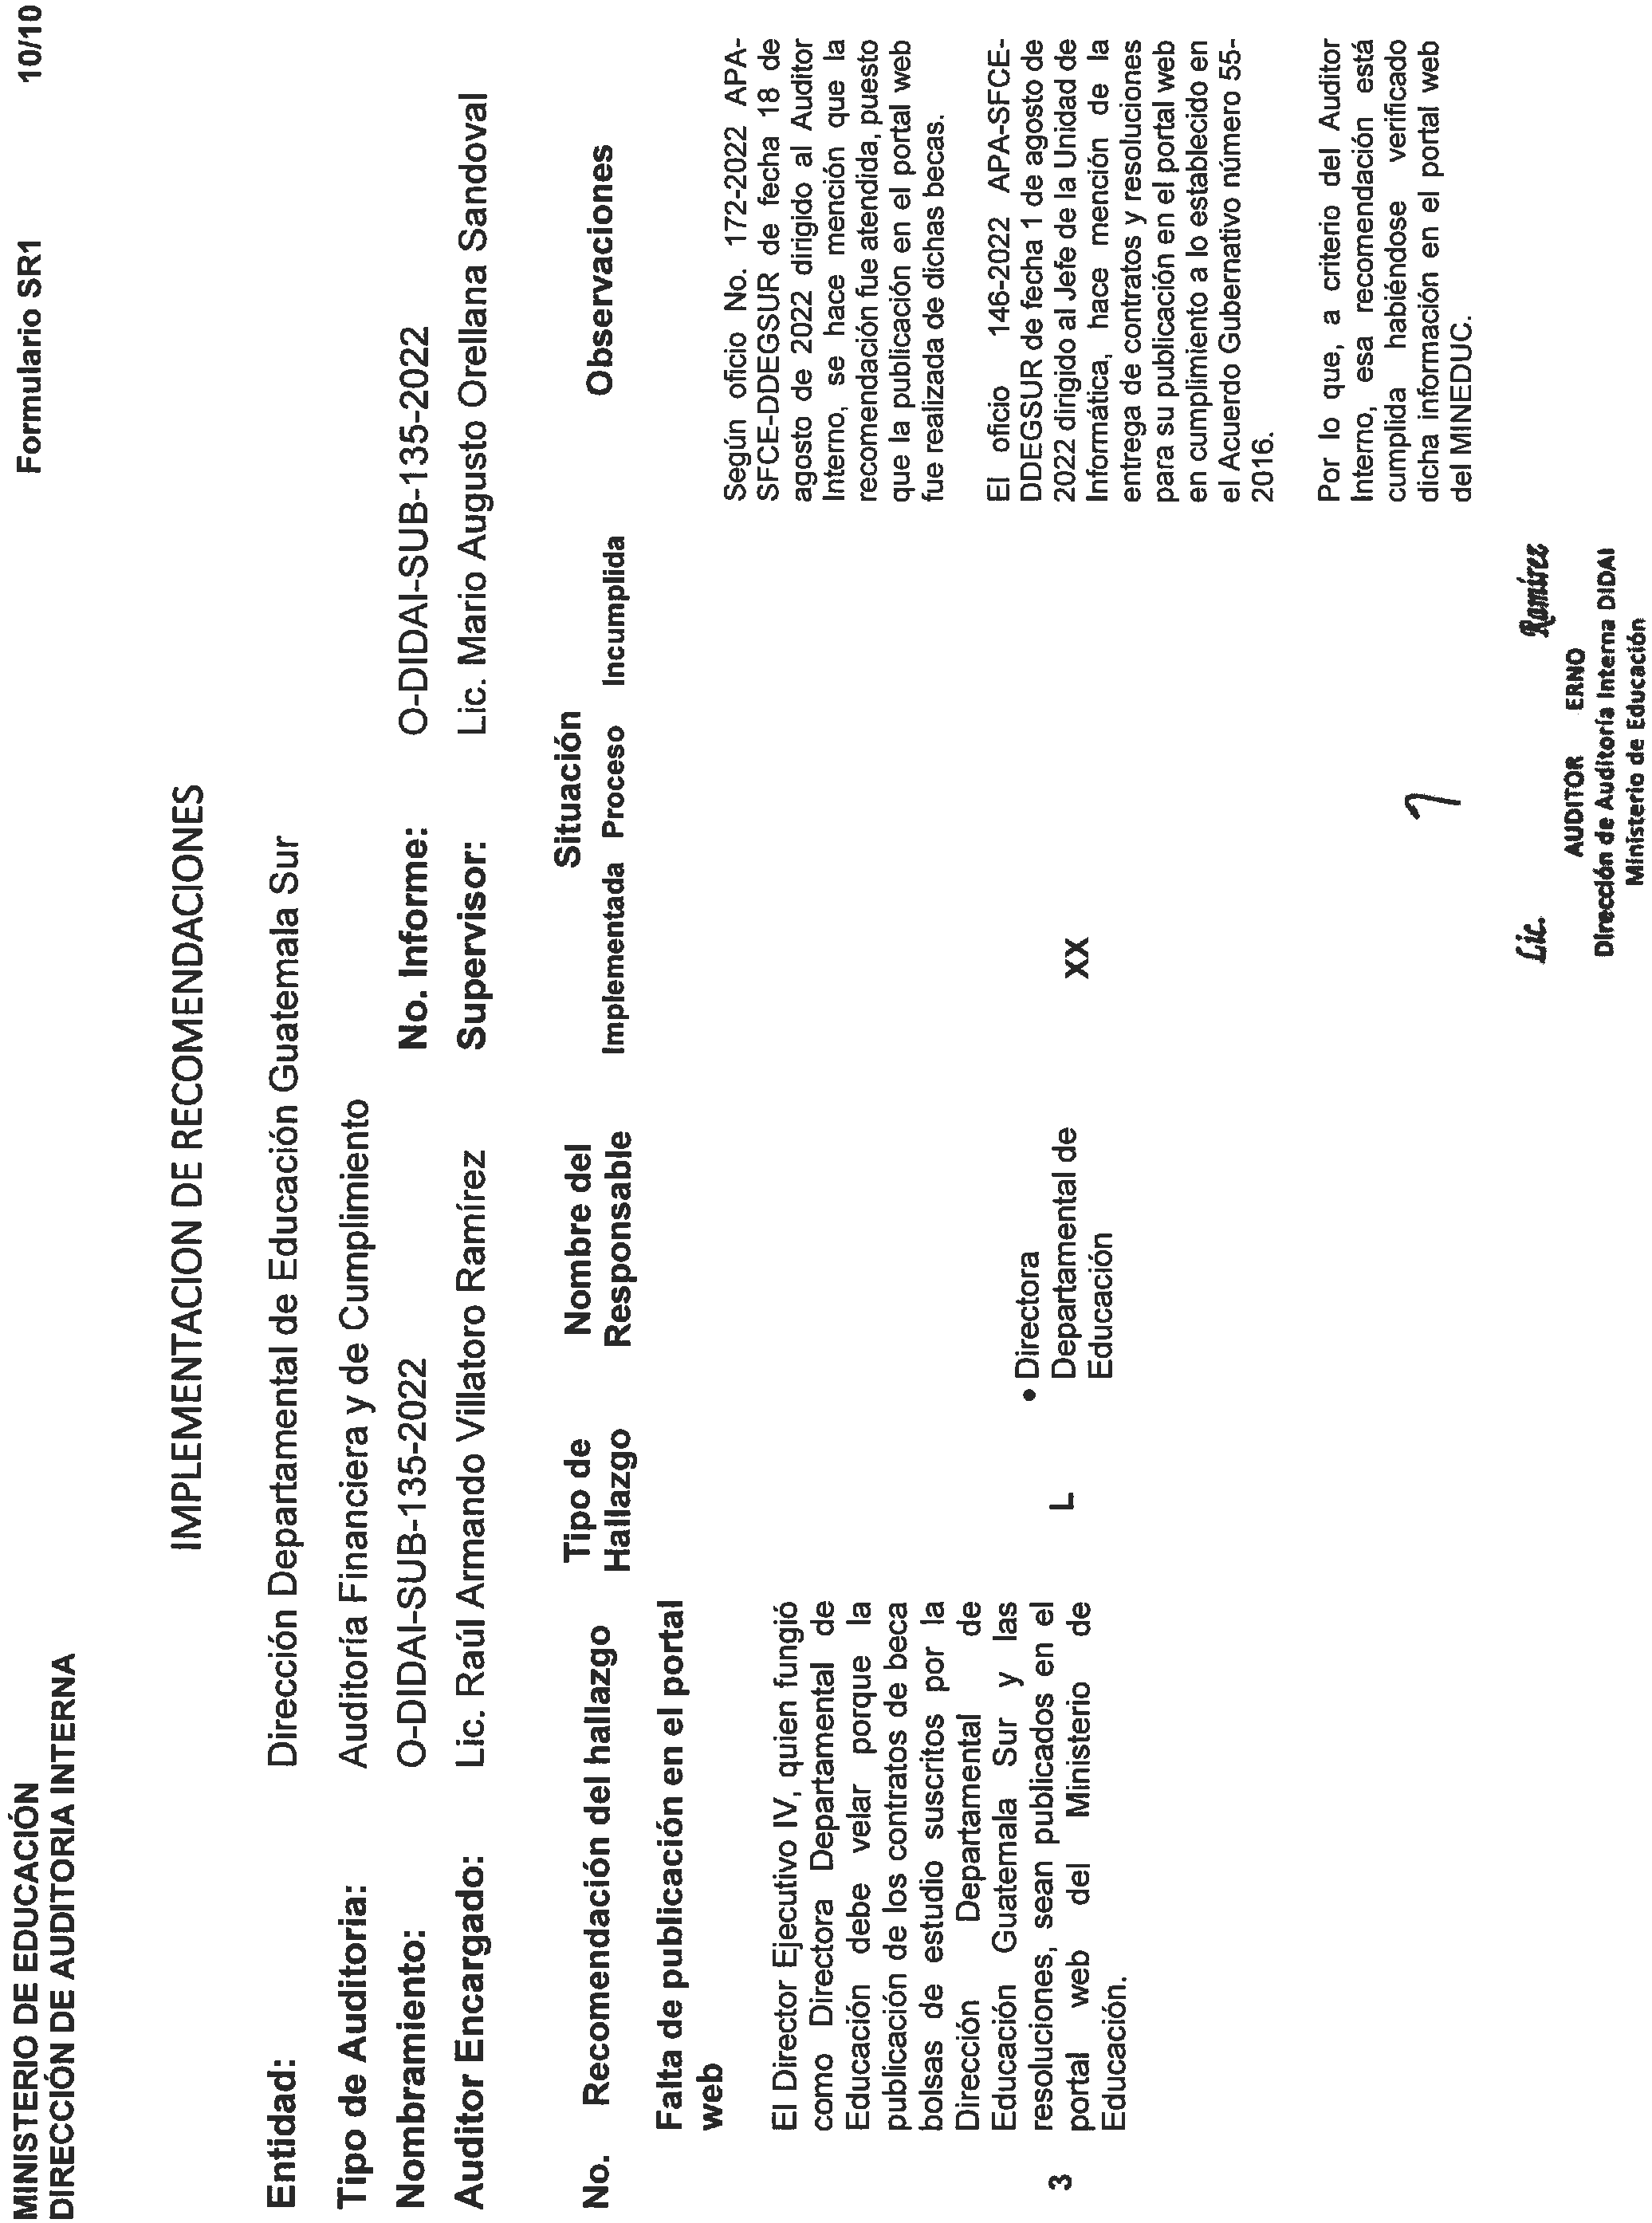 MINISTERIO DE EDUCACIÓN
DIRECCIÓN DE AUDITORIA INTERNA
Formulario SR1
10/10
IMPLEMENTACION DE RECOMENDACIONES
Entidad: Dirección Departamental de Educación Guatemala Sur
Tipo de Auditoria: Auditoría Financiera y de Cumplimiento
Nombramiento: O-DIDAI-SUB-135-2022
No. Informe: O-DIDAI-SUB-135-2022
Auditor Encargado: Lic. Raúl Armando Villatoro Ramírez
Supervisor: Lic. Mario Augusto Orellana Sandoval
No.
Recomendación del hallazgo
Tipo de
Hallazgo
Nombre del
Responsable
Situación
Implementada Proceso Incumplida
Observaciones
Falta de publicación en el portal
web
3
El Director Ejecutivo IV, quien fungió
como Directora Departamental de
Educación debe velar porque la
publicación de los contratos de beca
bolsas de estudio suscritos por la
Dirección Departamental de
Educación Guatemala Sur y las
resoluciones, sean publicados en el
portal web del Ministerio de
Educación.
L
• Directora
Departamental de
Educación
XX
Según oficio No. 172-2022 APA-
SFCE-DDEGSUR de fecha 18 de
agosto de 2022 dirigido al Auditor
Interno, se hace mención que la
recomendación fue atendida, puesto
que la publicación en el portal web
fue realizada de dichas becas.
El oficio 146-2022 APA-SFCE-
DDEGSUR de fecha 1 de agosto de
2022 dirigido al Jefe de la Unidad de
Informática, hace mención de la
entrega de contratos y resoluciones
para su publicación en el portal web
en cumplimiento a lo establecido en
el Acuerdo Gubernativo número 55-
2016.
Por lo que, a criterio del Auditor
Interno, esa recomendación está
cumplida habiéndose verificado
dicha información en el portal web
del MINEDUC.
Lic. Ramírez
AUDITOR ERNO
Dirección de Auditoría Interna DIDAI
Ministerio de Educación